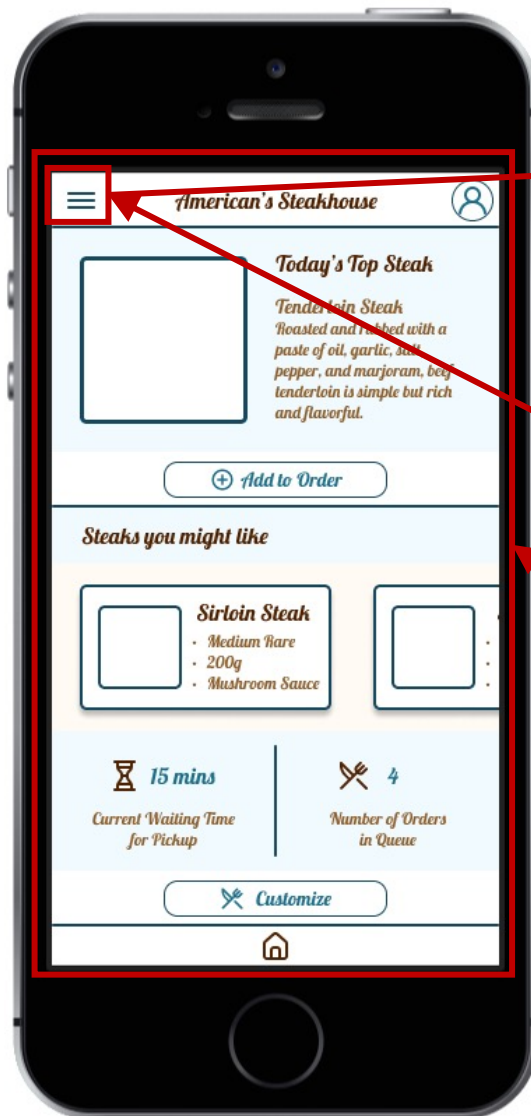 American's Steakhouse
Today's Top Steak
Tenderloin Steak
Roasted and rubbed with a
paste of oil, garlic, salt
pepper, and marjoram, beef
tenderloin is simple but rich
and flavorful.
Add to Order
Steaks you might like
Sirloin Steak
· Medium Rare
· 200g
· Mushroom Sauce
15 mins
Current Waiting Time
for Pickup
4
Number of Orders
in Queue
Customize